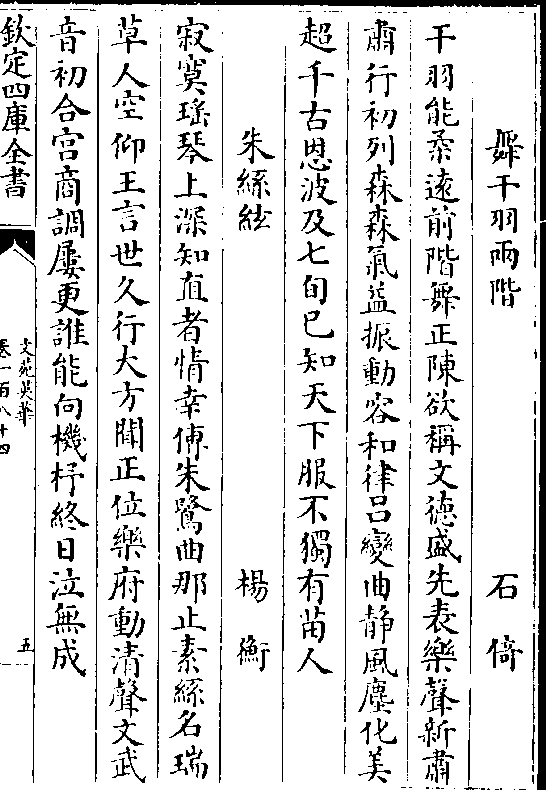 舞干羽兩階　石倚
干羽能柔遠前階舞正陳欲稱文徳盛先表樂聲新肅
肅行初列森森氣益振動容和律吕變曲静風塵化美
超千古恩波及七旬已知天下服不獨有苗人
朱絲絃　楊衡
寂寞瑶琴上深知直者情幸傳朱鷺曲那止素絲名瑞
草人空仰王言世久行大方聞正位樂府動清聲文武
音初合宫商調屢更誰能向機杼終日泣無成
欽定四庫全書
文苑英華
卷一百八十四
五